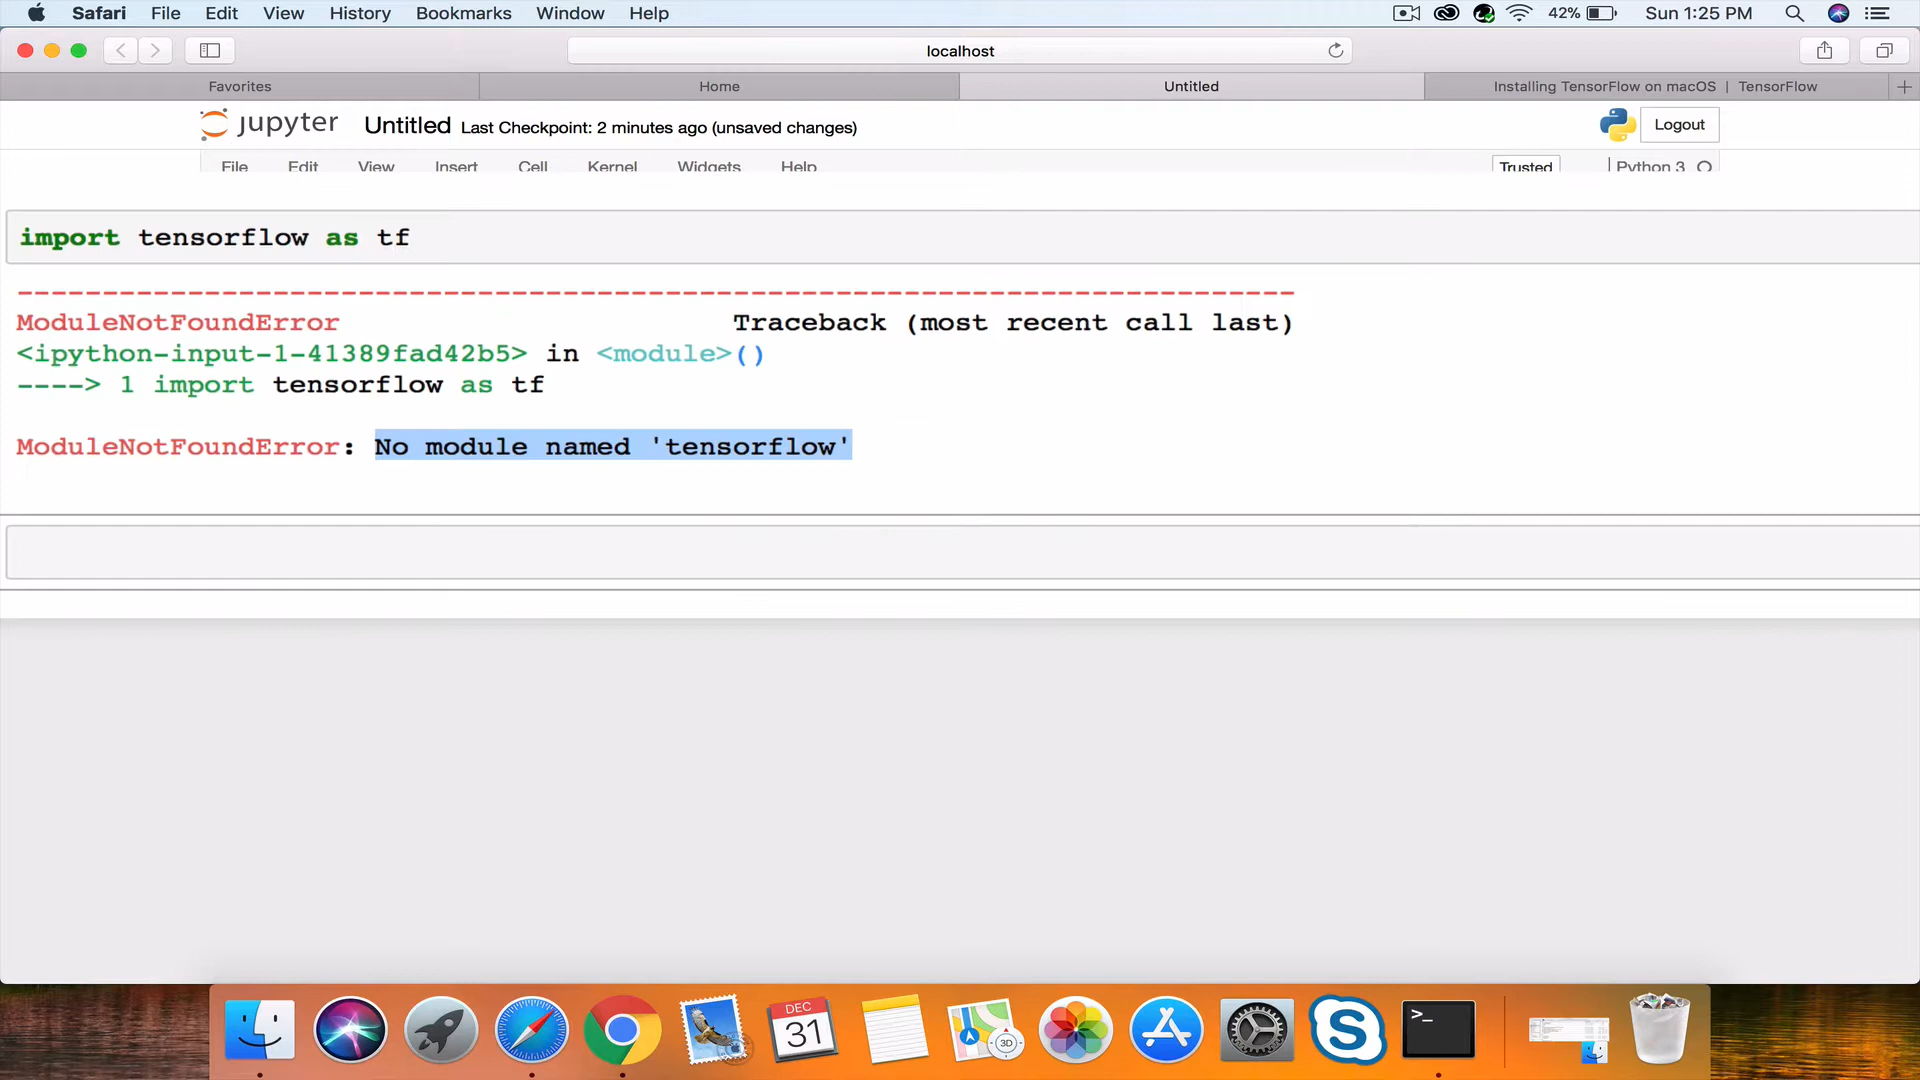 Safari File Edit View History Bookmarks Window Help 42% Sun 1:25 PM
localhost
Favorites Home Untitled Installing TensorFlow on macOS | TensorFlow
jupyter Untitled Last Checkpoint: 2 minutes ago (unsaved changes) Logout
File Edit View Insert Cell Kernel Widgets Help Trusted | Python 3
import tensorflow as tf
---------------------------------------------------------------------------
ModuleNotFoundError Traceback (most recent call last)
<ipython-input-1-41389fad42b5> in <module>()
----> 1 import tensorflow as tf
ModuleNotFoundError: No module named 'tensorflow'
DEC
31
3D
S
>_